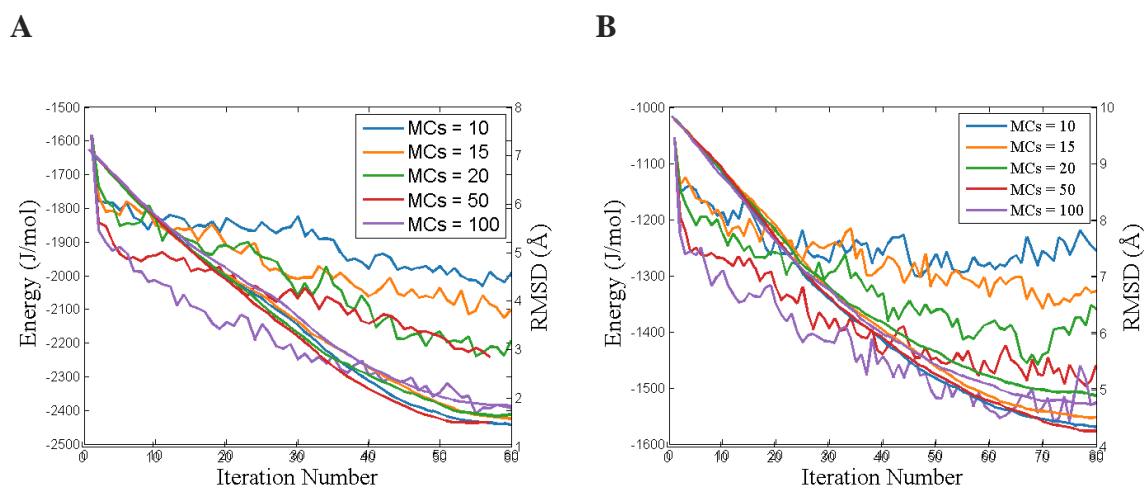 A
B
-1500
-1600
-1700
-1800
-1900
-2000
-2100
-2200
-2300
-2400
-2500
Energy (J/mol)
MCs = 10
MCs = 15
MCs = 20
MCs = 50
MCs = 100
8
7
6
5
4
3
2
1
RMSD (Å)
0 10 20 30 40 50 60
Iteration Number
-1000
-1100
-1200
-1300
-1400
-1500
-1600
Energy (J/mol)
MCs = 10
MCs = 15
MCs = 20
MCs = 50
MCs = 100
10
9
8
7
6
5
4
RMSD (Å)
0 10 20 30 40 50 60 70 80
Iteration Number